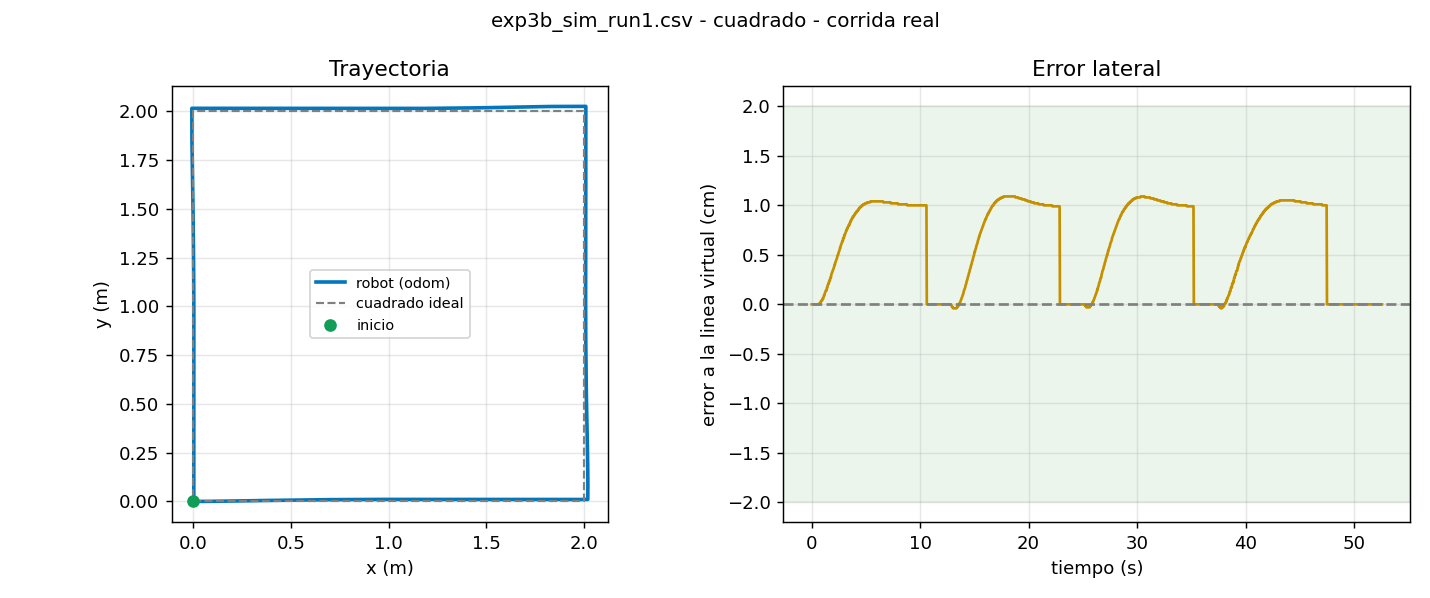 exp3b_sim_run1.csv - cuadrado - corrida real
Trayectoria
y (m)
2.00
1.75
1.50
1.25
1.00
0.75
0.50
0.25
0.00
robot (odom)
cuadrado ideal
inicio
0.0 0.5 1.0 1.5 2.0
x (m)
Error lateral
error a la linea virtual (cm)
2.0
1.5
1.0
0.5
0.0
−0.5
−1.0
−1.5
−2.0
0 10 20 30 40 50
tiempo (s)